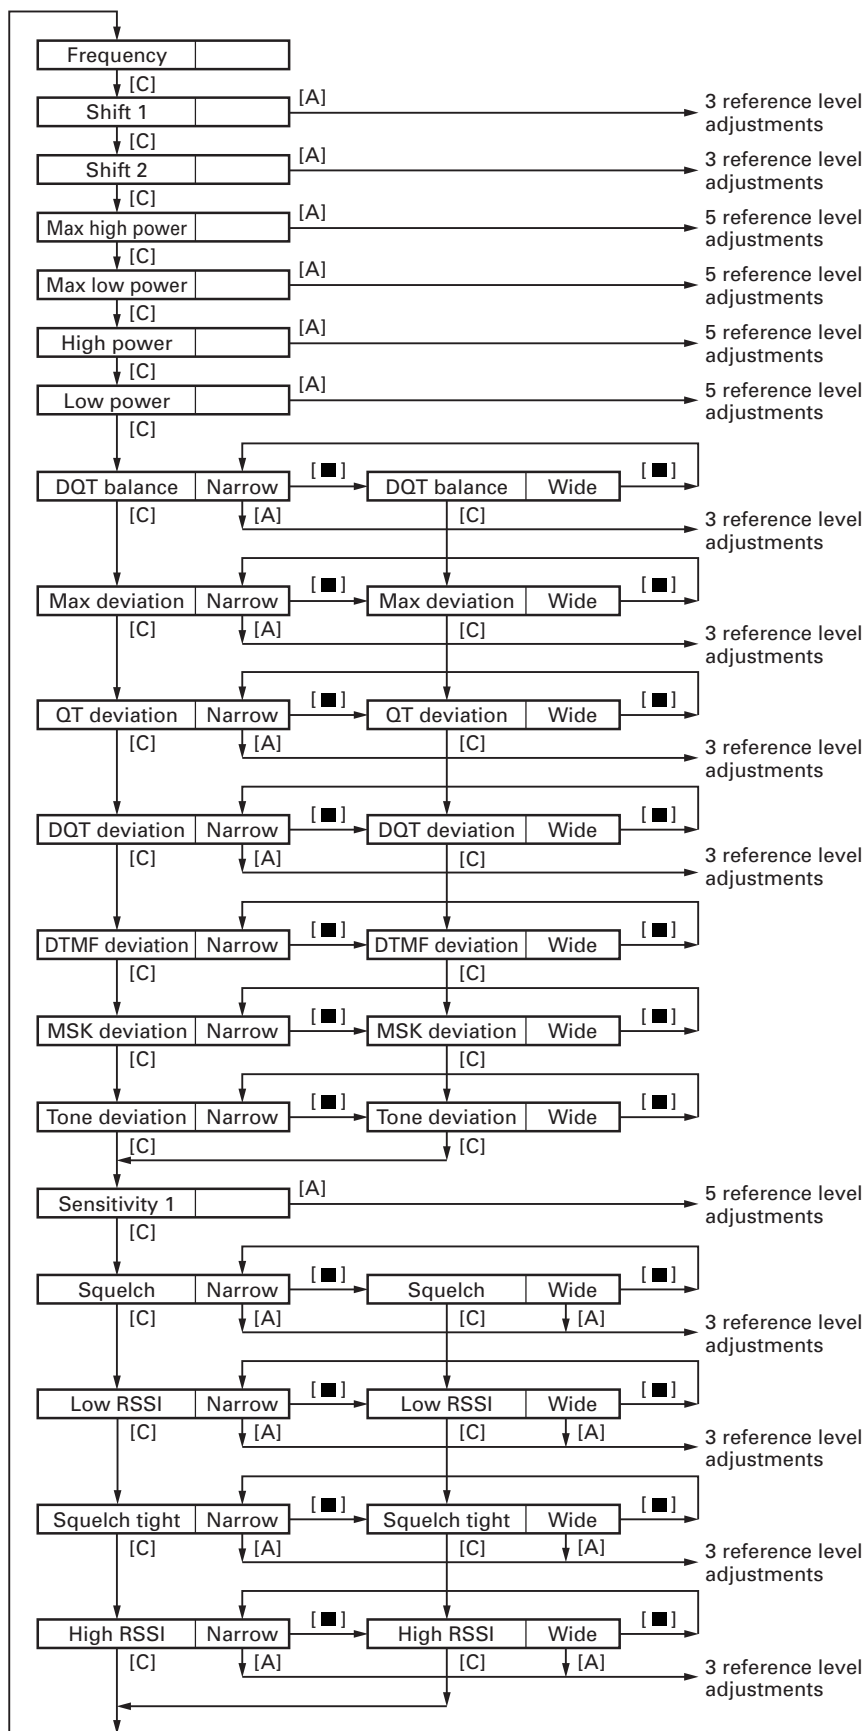 Frequency
[C]
Shift 1
[A]
3 reference level
adjustments
[C]
Shift 2
[A]
3 reference level
adjustments
[C]
Max high power
[A]
5 reference level
adjustments
[C]
Max low power
[A]
5 reference level
adjustments
[C]
High power
[A]
5 reference level
adjustments
[C]
Low power
[A]
5 reference level
adjustments
[C]
DQT balance Narrow [■] DQT balance Wide [■]
[C] [A] [C]
3 reference level
adjustments
Max deviation Narrow [■] Max deviation Wide [■]
[C] [A] [C]
3 reference level
adjustments
QT deviation Narrow [■] QT deviation Wide [■]
[C] [A] [C]
3 reference level
adjustments
DQT deviation Narrow [■] DQT deviation Wide [■]
[C] [A] [C]
3 reference level
adjustments
DTMF deviation Narrow [■] DTMF deviation Wide [■]
[C] [C]
MSK deviation Narrow [■] MSK deviation Wide [■]
[C] [C]
Tone deviation Narrow [■] Tone deviation Wide [■]
[C] [C]
Sensitivity 1
[A]
5 reference level
adjustments
[C]
Squelch Narrow [■] Squelch Wide [■]
[C] [A] [C] [A]
3 reference level
adjustments
Low RSSI Narrow [■] Low RSSI Wide [■]
[C] [A] [C] [A]
3 reference level
adjustments
Squelch tight Narrow [■] Squelch tight Wide [■]
[C] [A] [C] [A]
3 reference level
adjustments
High RSSI Narrow [■] High RSSI Wide [■]
[C] [A] [C] [A]
3 reference level
adjustments